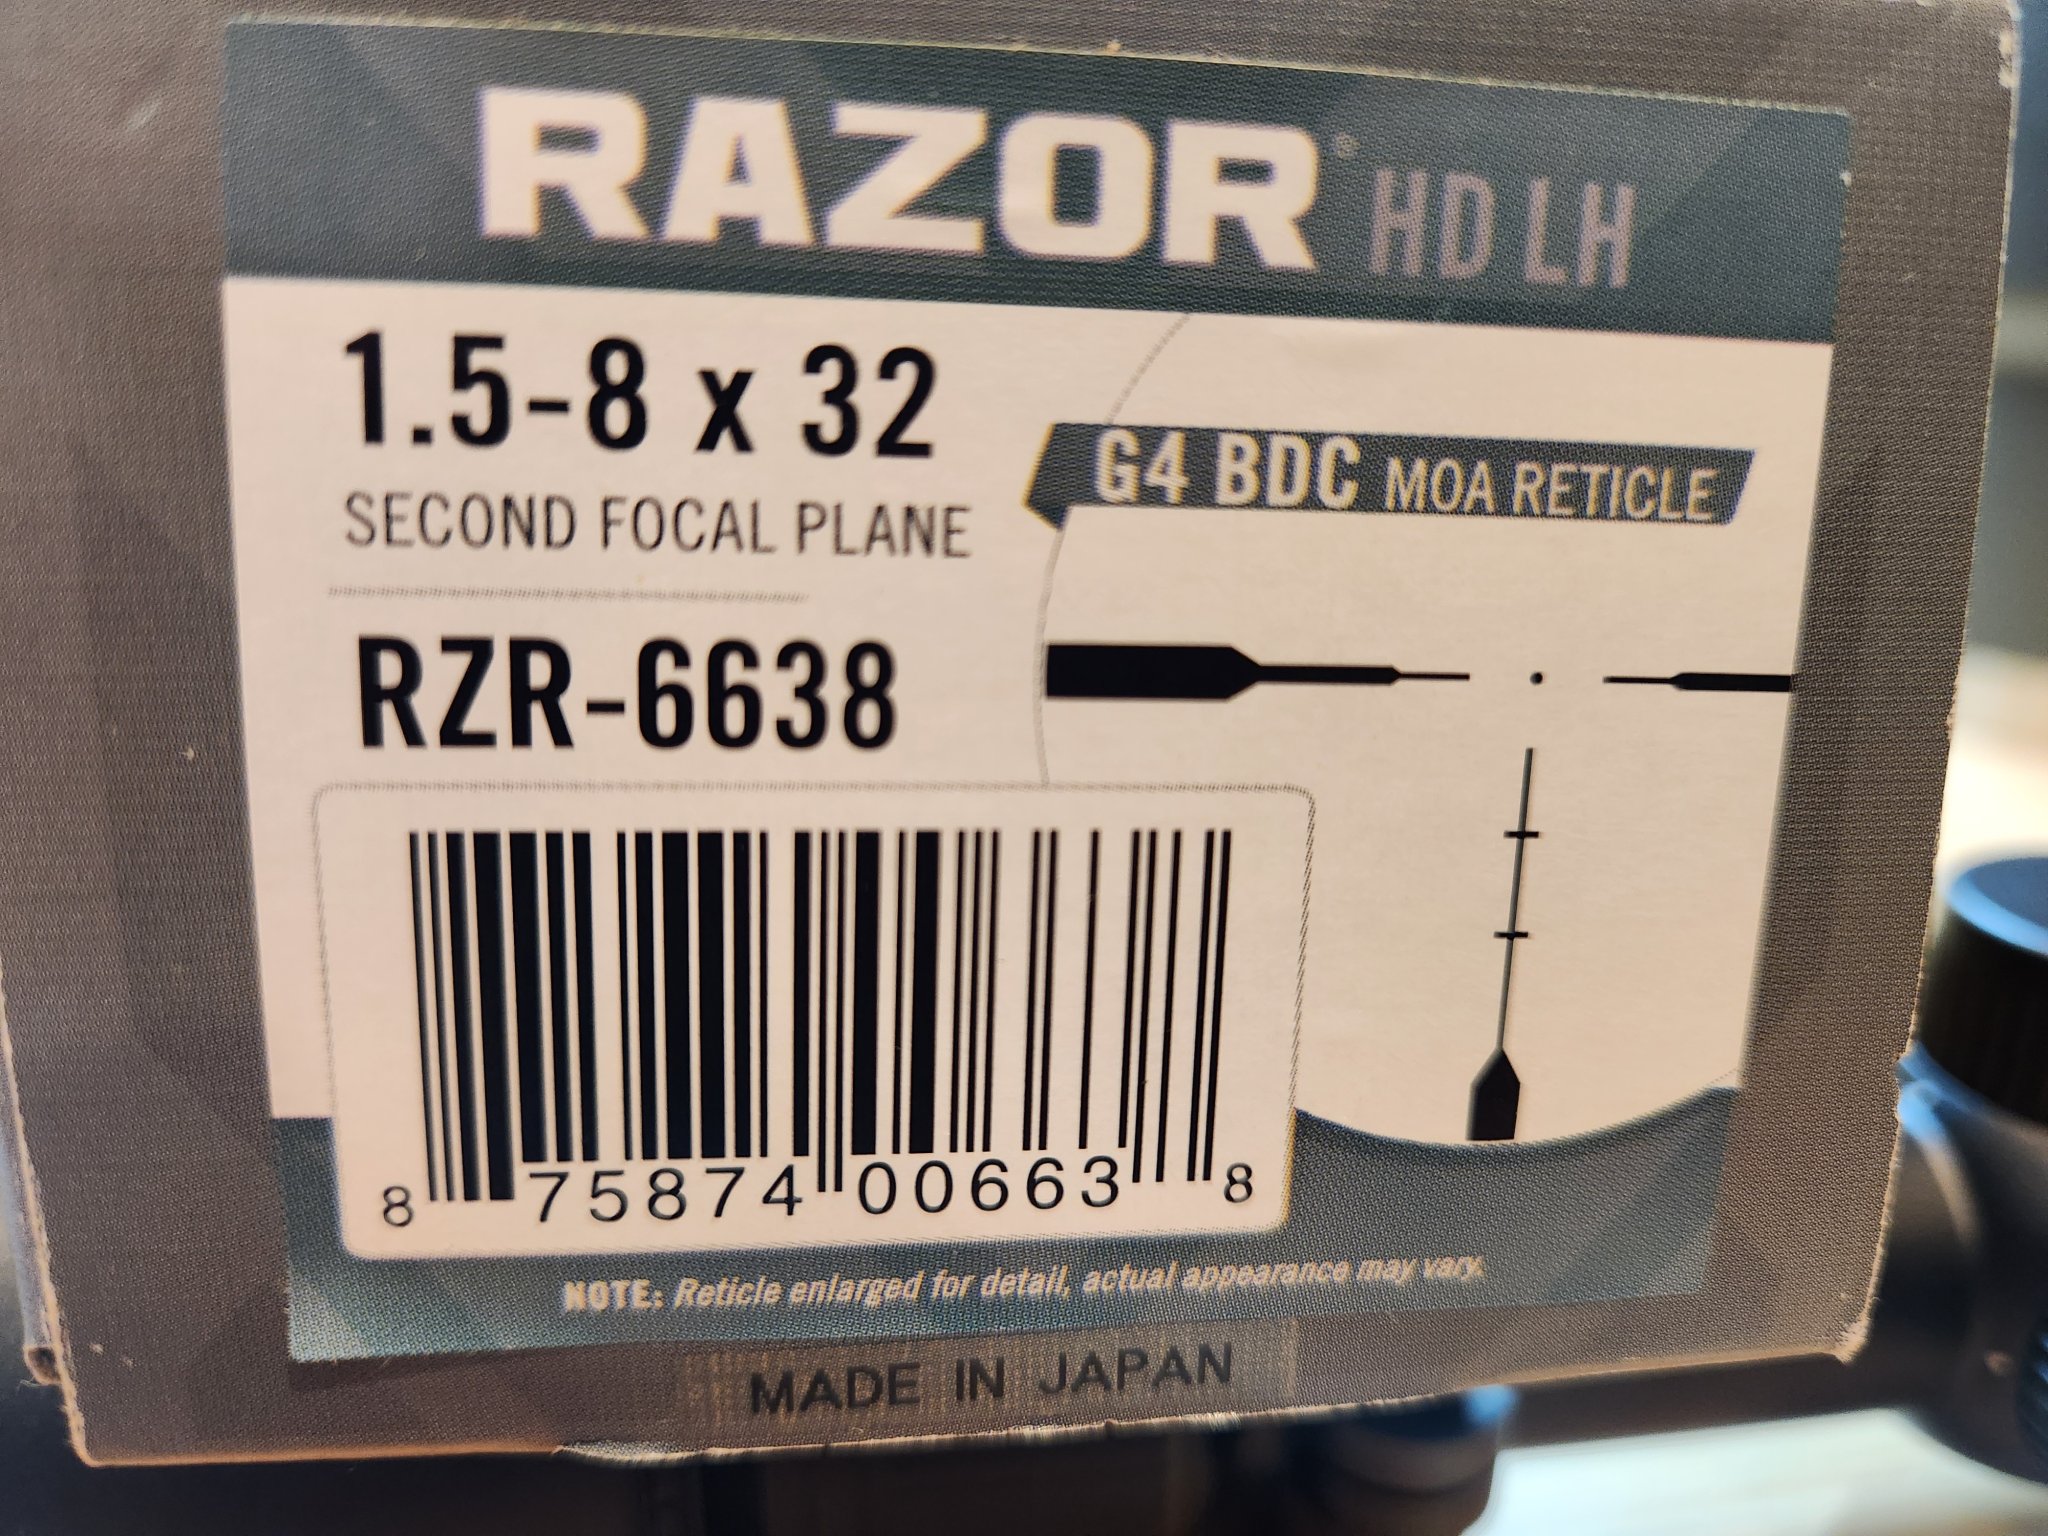 RAZOR® HD LH
1.5-8 x 32
SECOND FOCAL PLANE
G4 BDC MOA RETICLE
RZR-6638
8 75874 00663 8
NOTE: Reticle enlarged for detail, actual appearance may vary.
MADE IN JAPAN